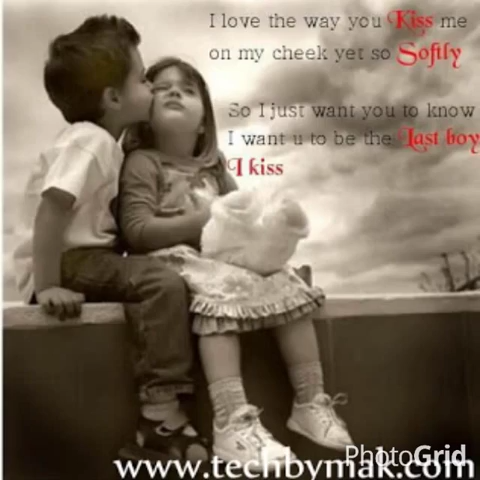 I love the way you Kiss me
on my cheek yet so Softly
So I just want you to know
I want u to be the Last boy
I kiss
PhotoGrid
www.techbymak.com